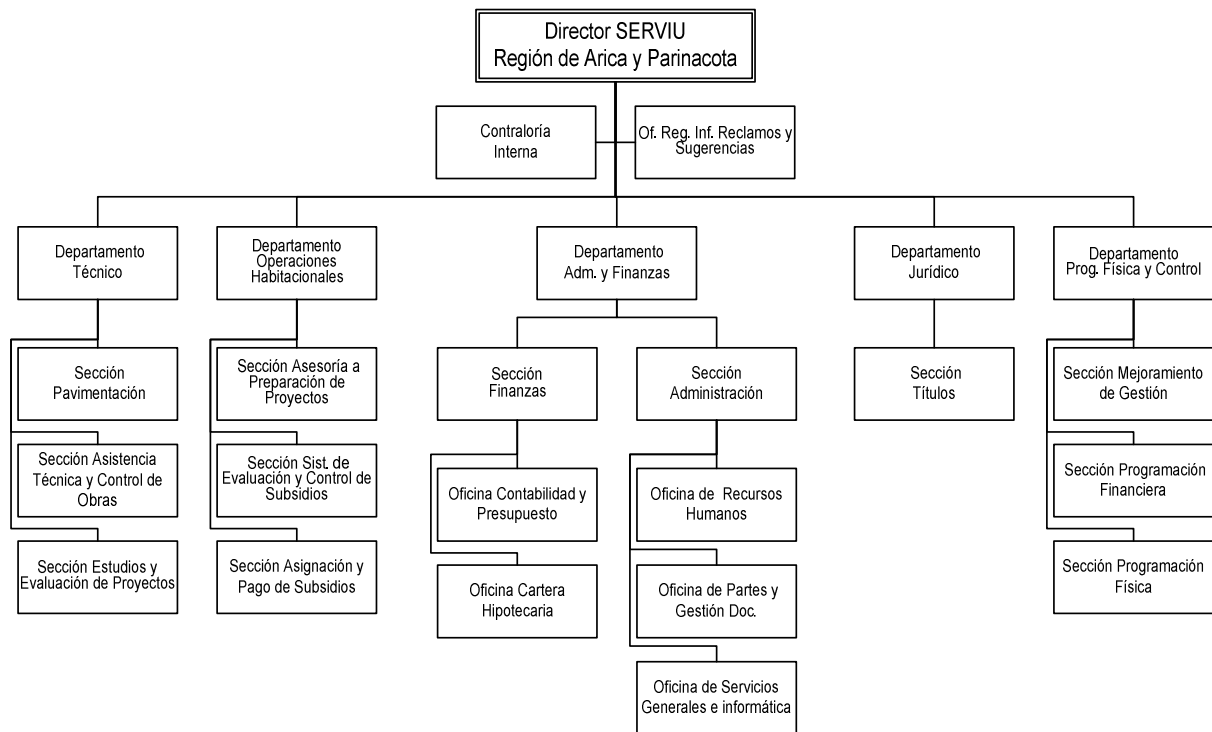 Director SERVIU
Región de Arica y Parinacota
Contraloría
Interna
Of. Reg. Inf. Reclamos y
Sugerencias
Departamento
Técnico
Departamento
Operaciones
Habitacionales
Departamento
Adm. y Finanzas
Departamento
Jurídico
Departamento
Prog. Física y Control
Sección
Pavimentación
Sección Asesoría a
Preparación de
Proyectos
Sección
Finanzas
Sección
Administración
Sección
Títulos
Sección Mejoramiento
de Gestión
Sección Asistencia
Técnica y Control de
Obras
Sección Sist. de
Evaluación y Control de
Subsidios
Oficina Contabilidad y
Presupuesto
Oficina de Recursos
Humanos
Sección Programación
Financiera
Sección Estudios y
Evaluación de Proyectos
Sección Asignación y
Pago de Subsidios
Oficina Cartera
Hipotecaria
Oficina de Partes y
Gestión Doc.
Sección Programación
Física
Oficina de Servicios
Generales e informática